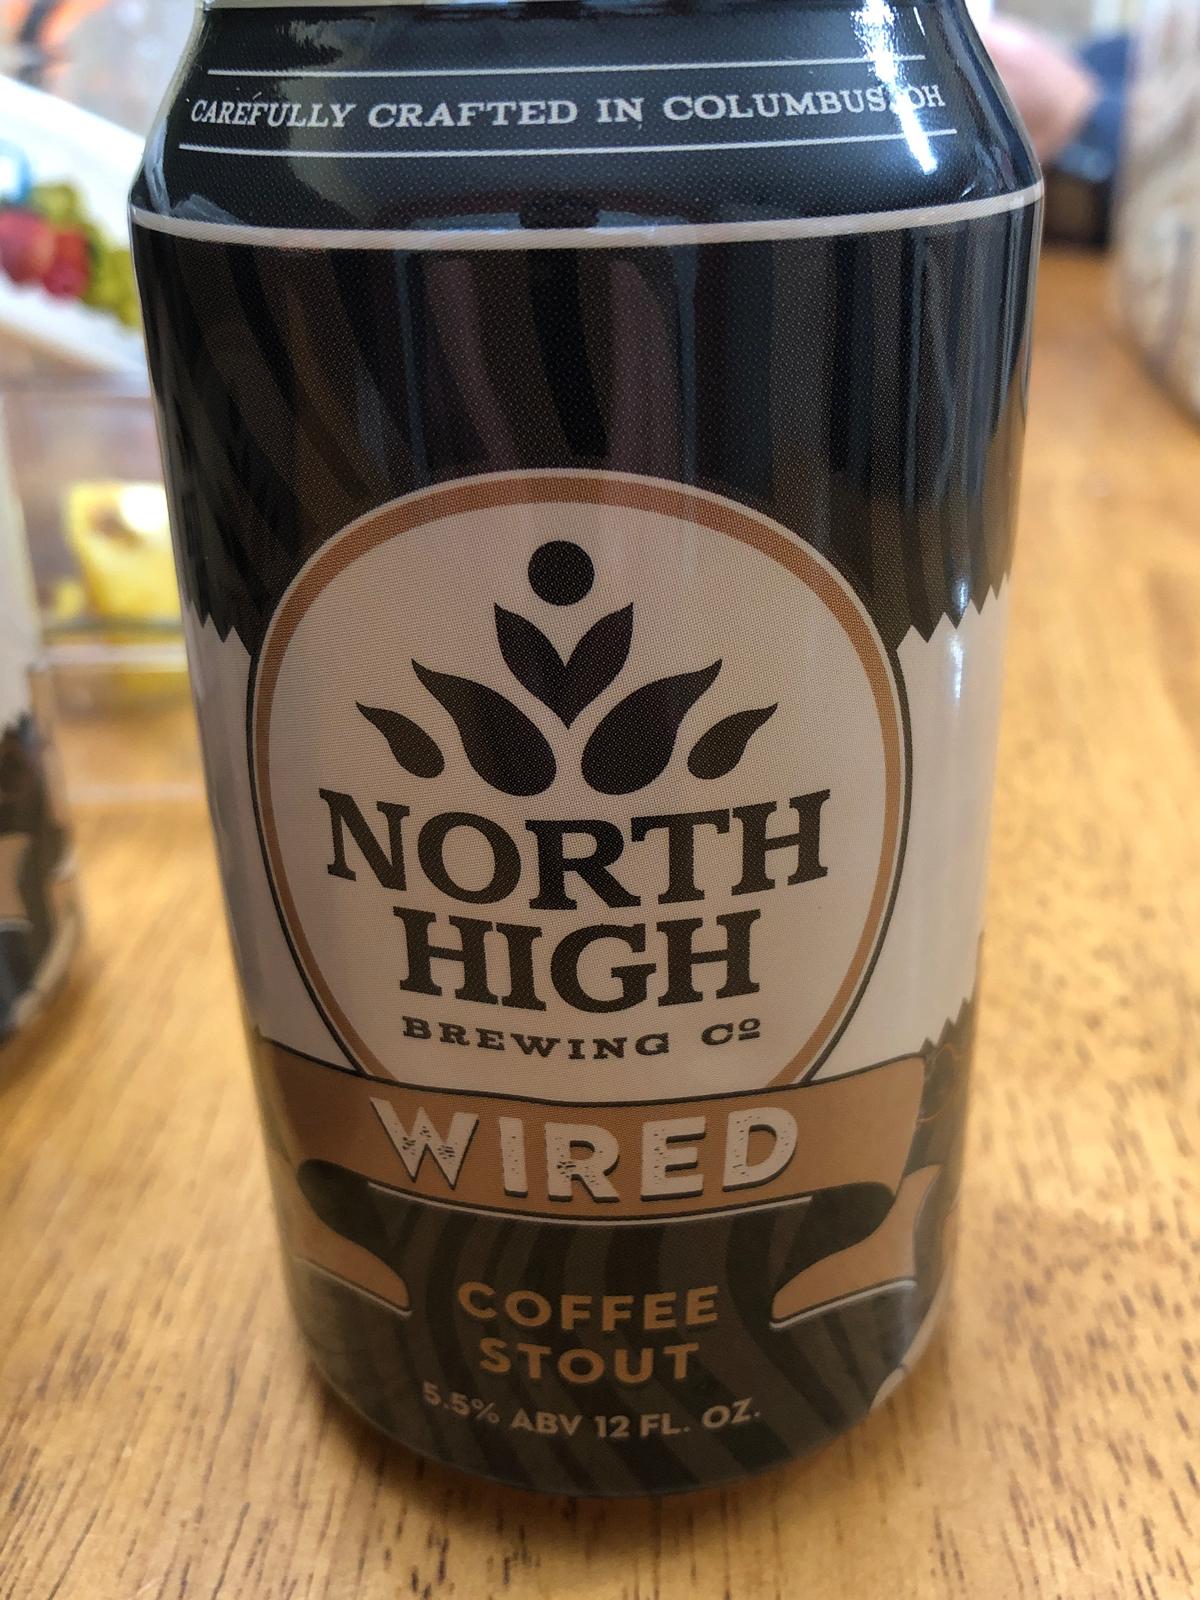 CAREFULLY CRAFTED IN COLUMBUS, OH
NORTH
HIGH
BREWING Cº
WIRED
COFFEE
STOUT
5.5% ABV 12 FL. OZ.